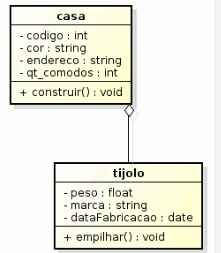 casa
- codigo : int
- cor : string
- endereco : string
- qt_comodos : int
+ construir() : void
tijolo
- peso : float
- marca : string
- dataFabricacao : date
+ empilhar() : void